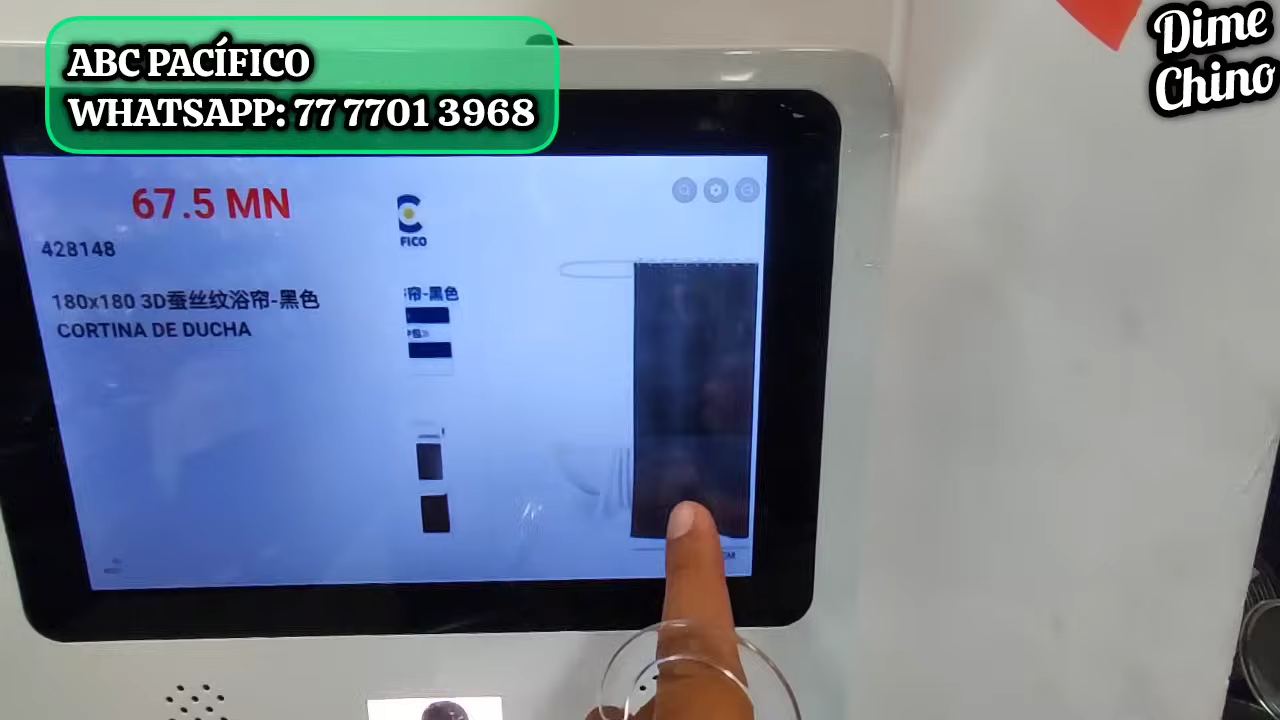 ABC PACÍFICO
WHATSAPP: 77 7701 3968
Dime
Chino
67.5 MN
428148
FICO
180x180 3D蚕丝纹浴帘-黑色
CORTINA DE DUCHA
帘-黑色